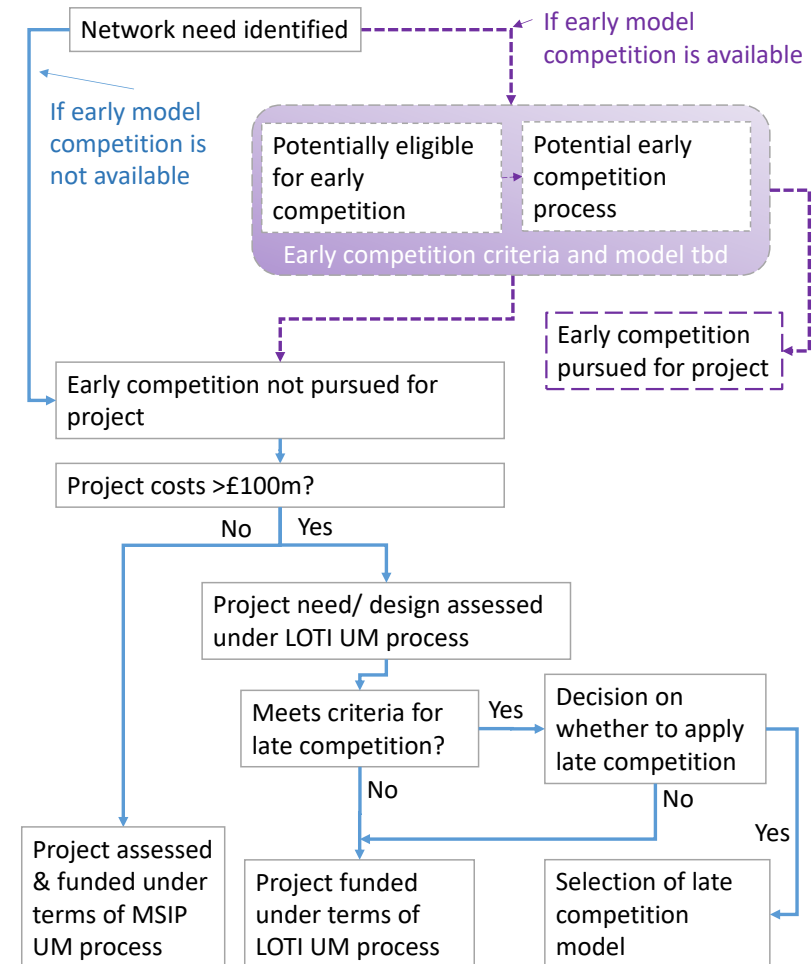 Network need identified
If early model
competition is available
If early model
competition is
not available
Potentially eligible
for early
competition
Potential early
competition
process
Early competition criteria and model tbd
Early competition
pursued for project
Early competition not pursued for
project
Project costs >£100m?
No
Yes
Project need/ design assessed
under LOTI UM process
Meets criteria for
late competition?
Yes
Decision on
whether to apply
late competition
No
No
Yes
Project assessed
& funded under
terms of MSIP
UM process
Project funded
under terms of
LOTI UM process
Selection of late
competition
model